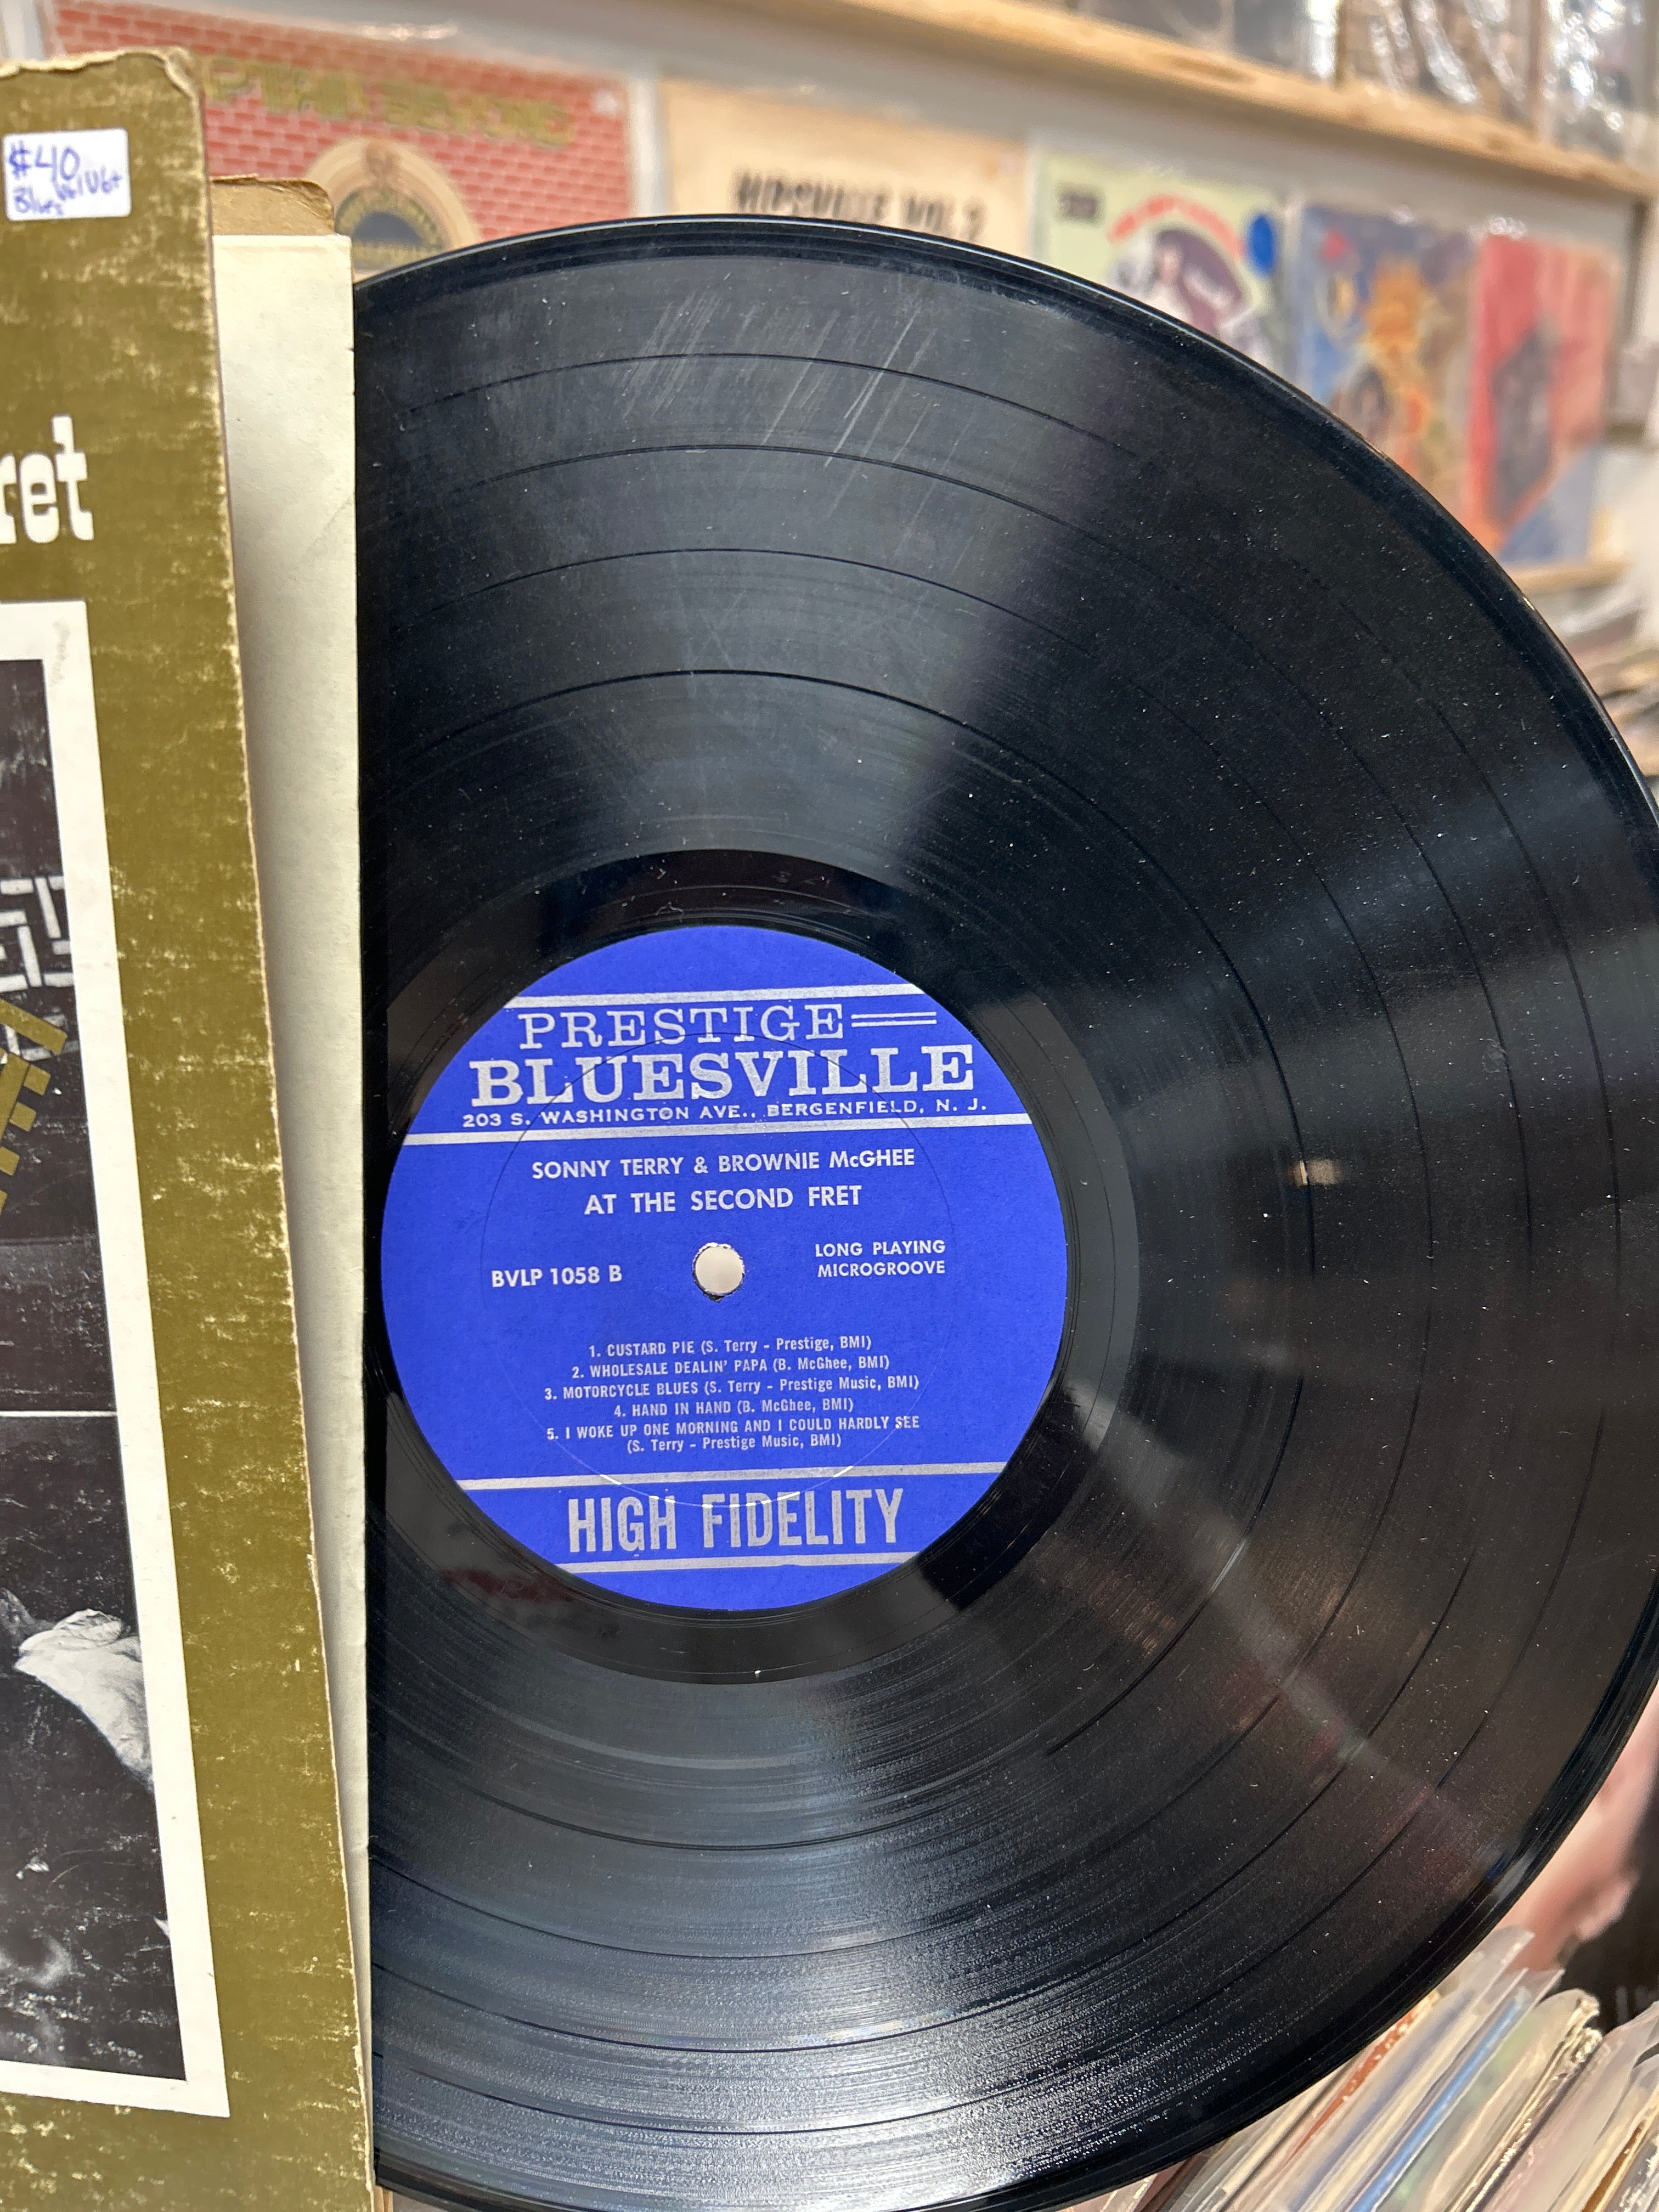 $40
Blues VG/VG+
HIPSVILLE VOL 2
ret
PRESTIGE
BLUESVILLE
203 S. WASHINGTON AVE., BERGENFIELD, N. J.
SONNY TERRY & BROWNIE McGHEE
AT THE SECOND FRET
BVLP 1058 B
LONG PLAYING
MICROGROOVE
1. CUSTARD PIE (S. Terry - Prestige, BMI)
2. WHOLESALE DEALIN' PAPA (B. McGhee, BMI)
3. MOTORCYCLE BLUES (S. Terry - Prestige Music, BMI)
4. HAND IN HAND (B. McGhee, BMI)
5. I WOKE UP ONE MORNING AND I COULD HARDLY SEE
(S. Terry - Prestige Music, BMI)
HIGH FIDELITY